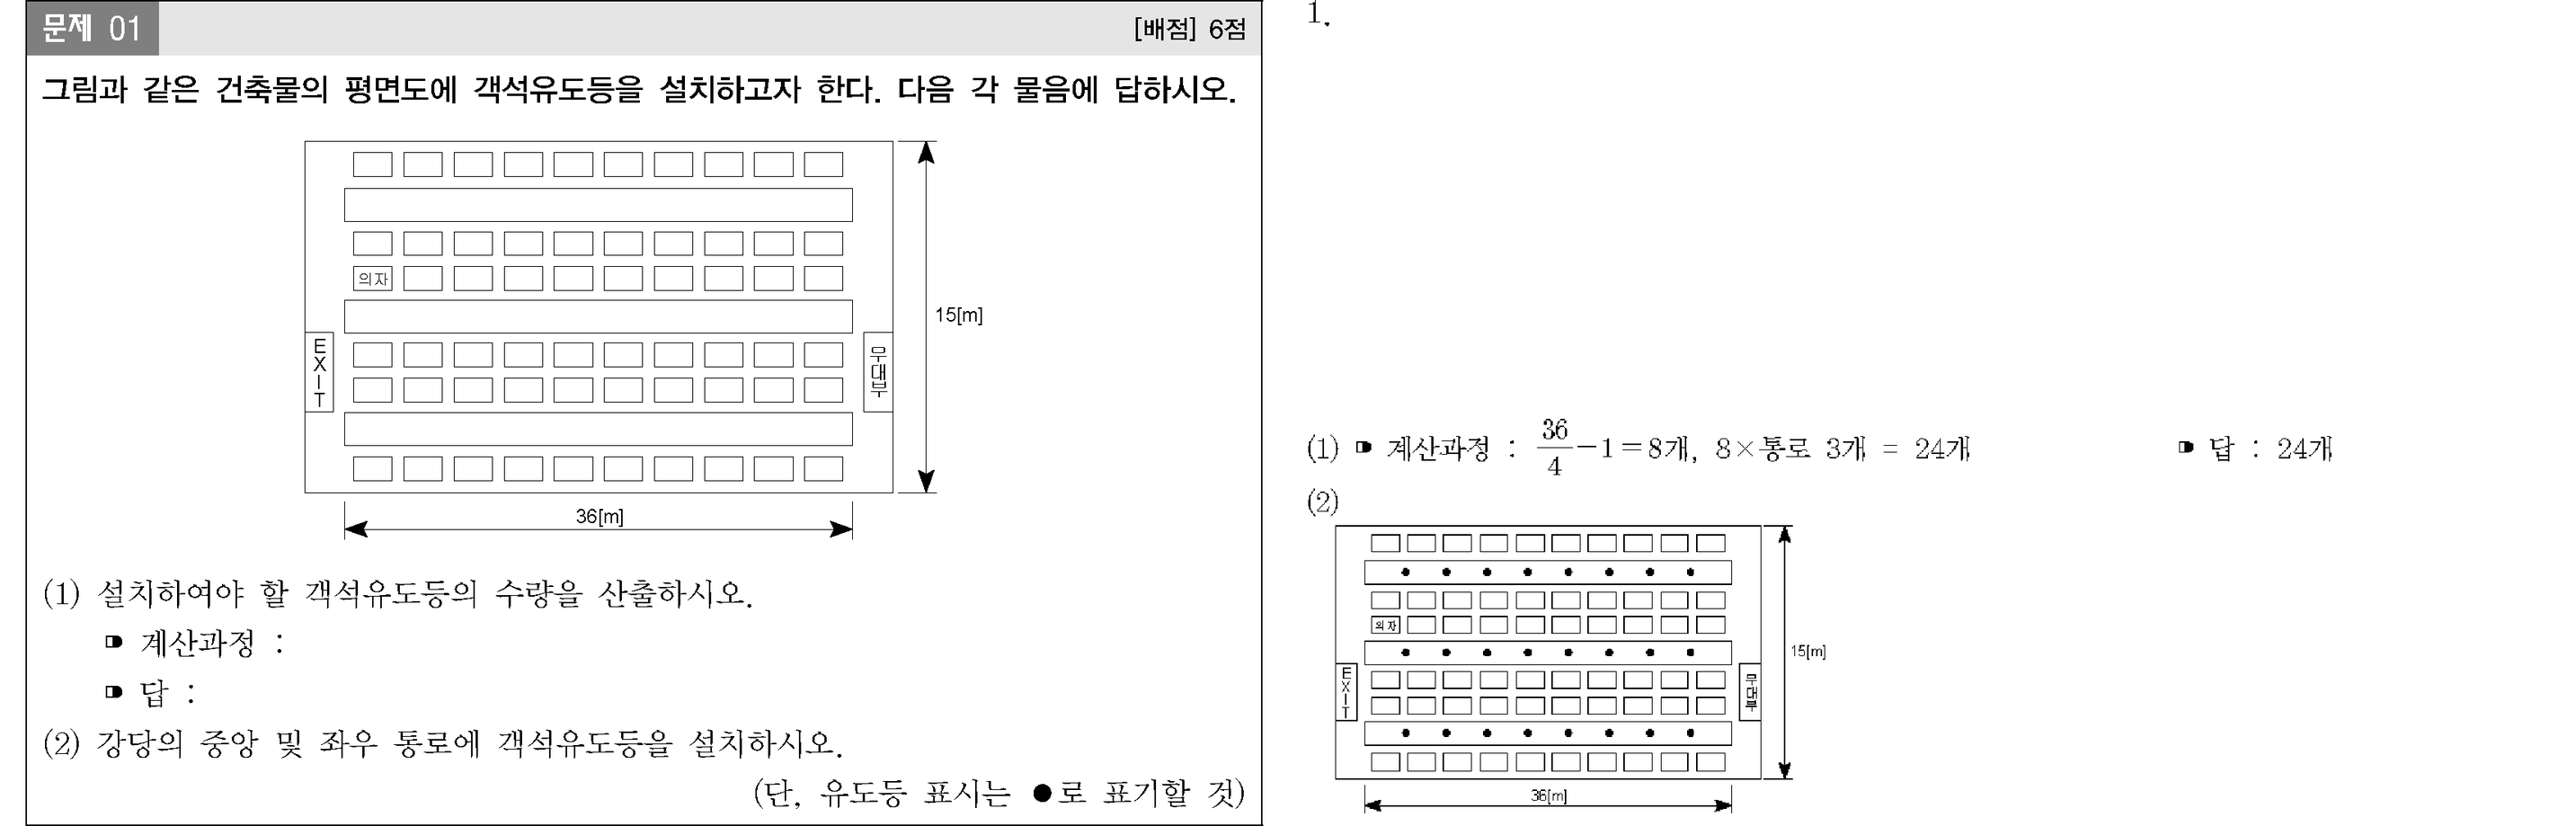 문제 01
[배점] 6점
그림과 같은 건축물의 평면도에 객석유도등을 설치하고자 한다. 다음 각 물음에 답하시오.
의자
EXIT
무대부
15[m]
36[m]
(1) 설치하여야 할 객석유도등의 수량을 산출하시오.
계산과정 :
답 :
(2) 강당의 중앙 및 좌우 통로에 객석유도등을 설치하시오.
(단, 유도등 표시는 ●로 표기할 것)
1.
(1) 계산과정 : 36/4 − 1 = 8개, 8×통로 3개 = 24개 답 : 24개
(2)
의자
EXIT
무대부
15[m]
36[m]